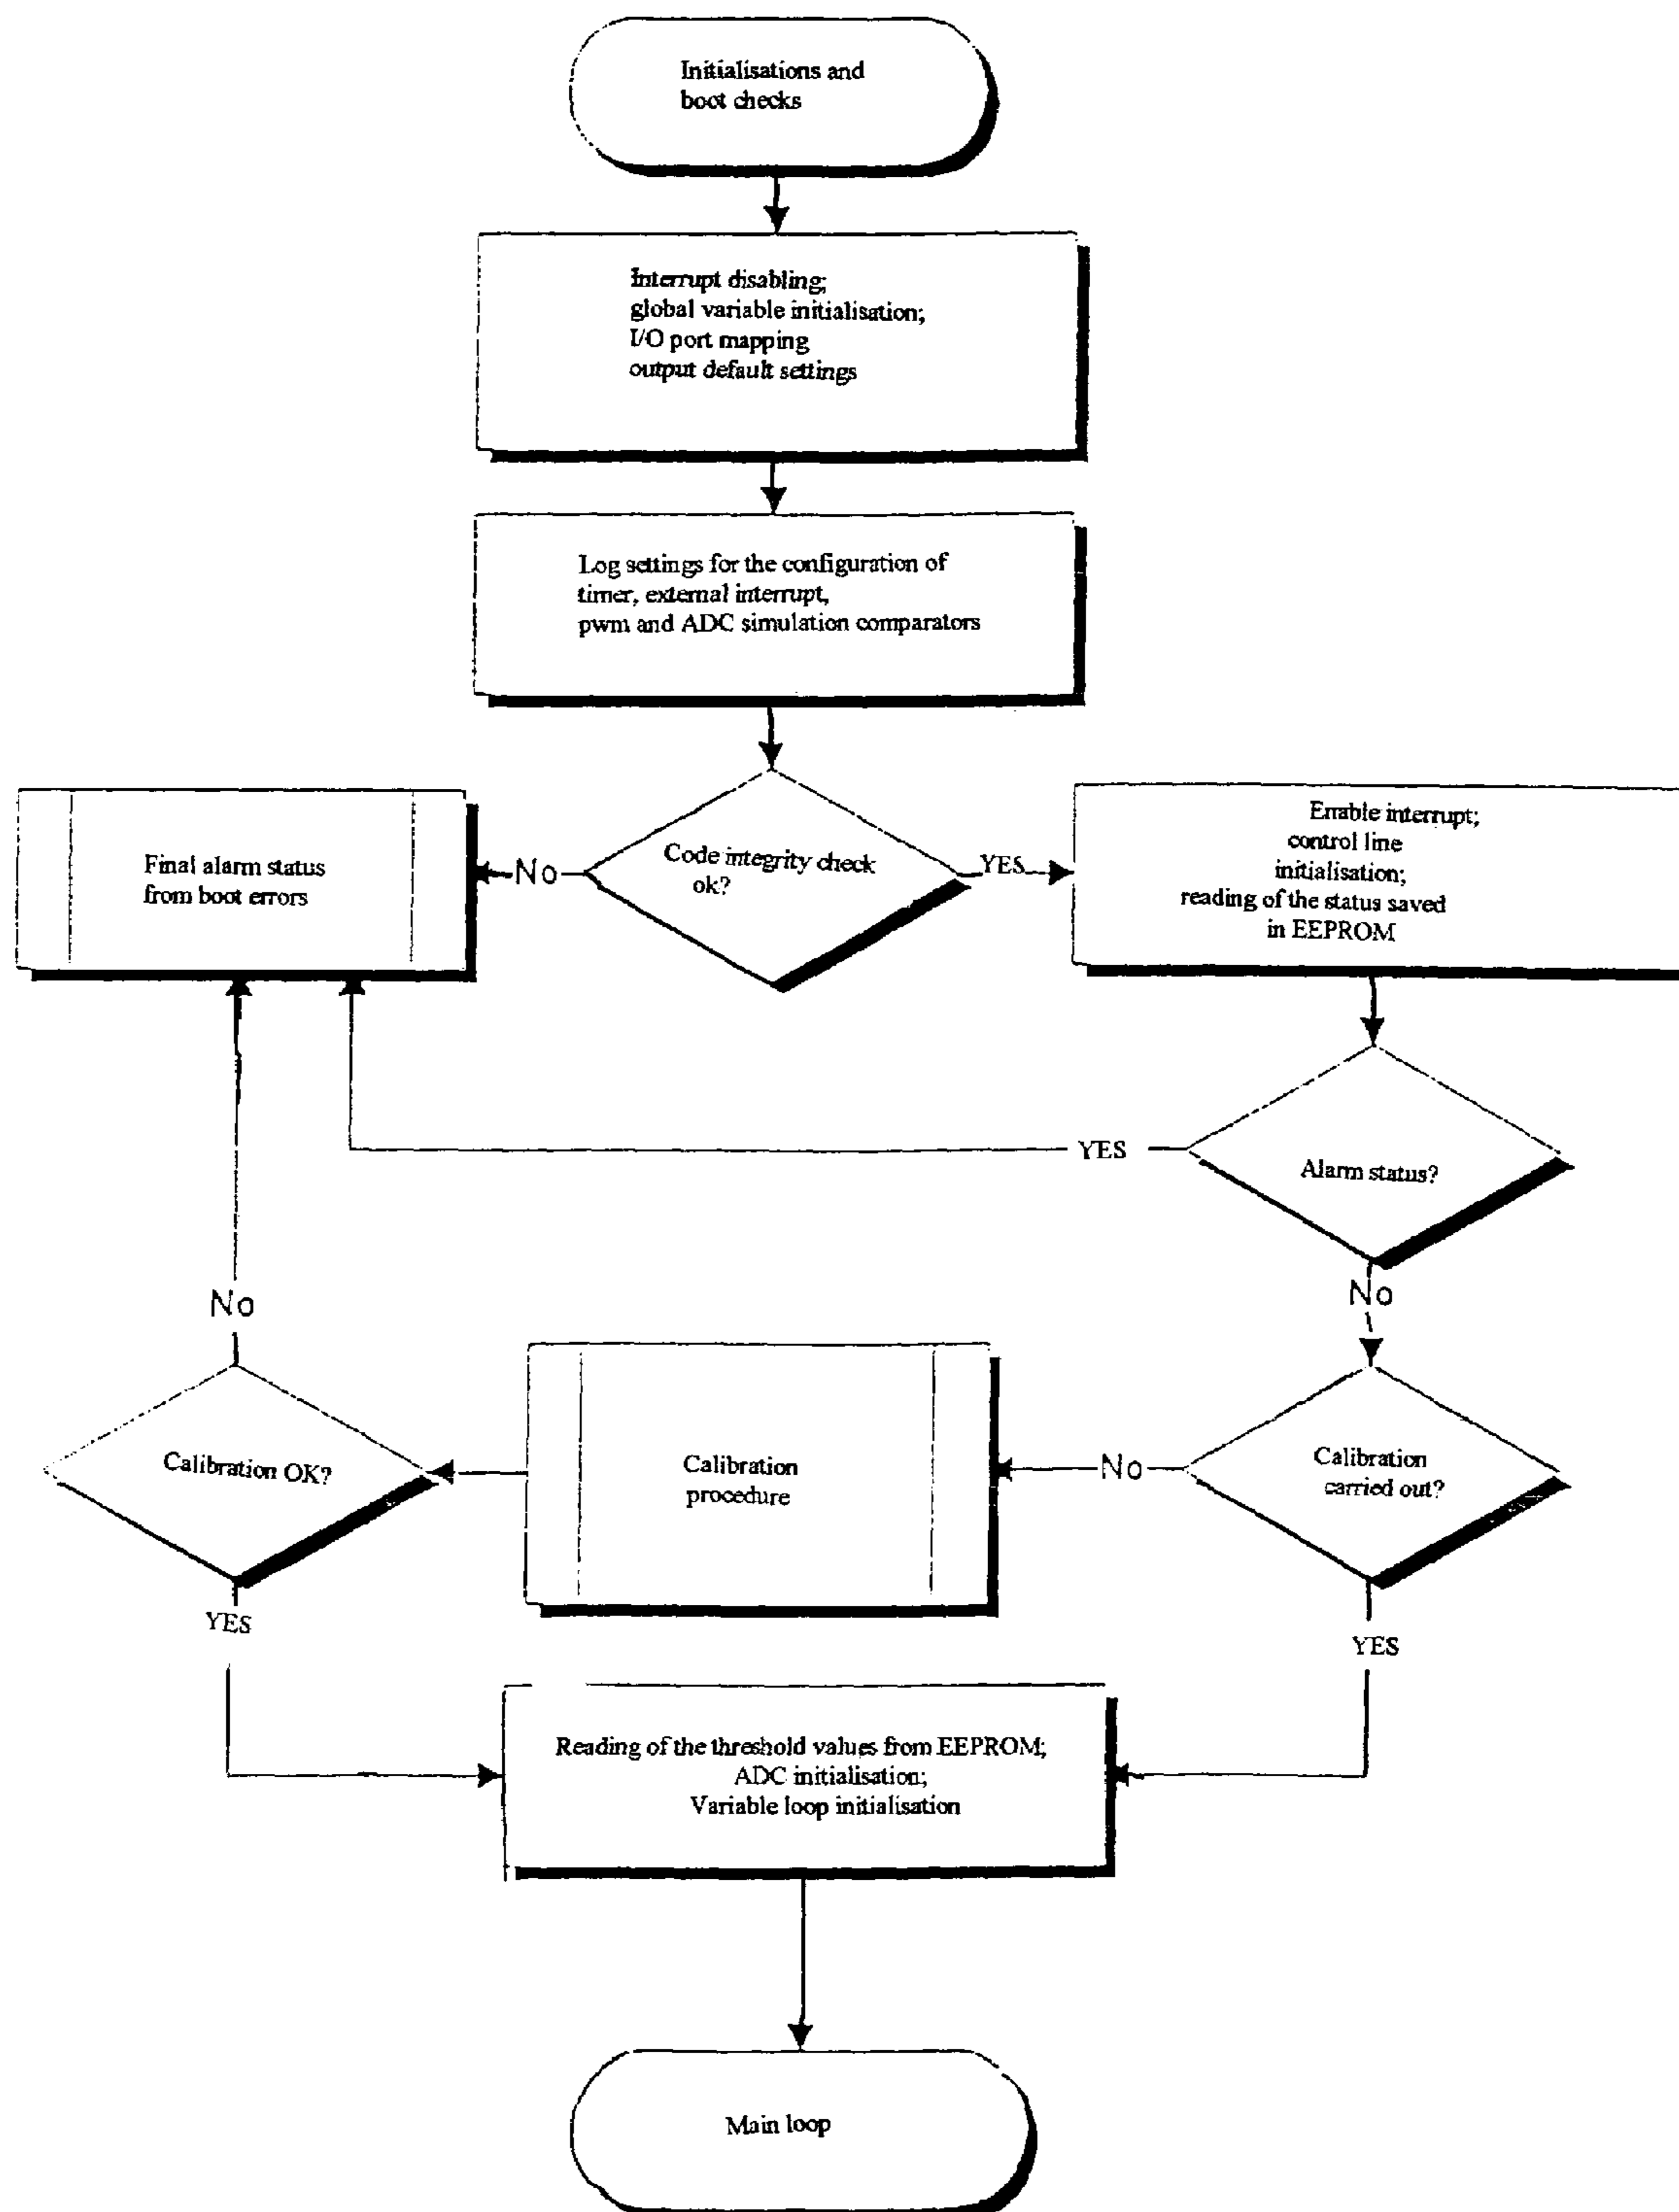 Initialisations and
boot checks
Interrupt disabling;
global variable initialisation;
I/O port mapping
output default settings
Log settings for the configuration of
timer, external interrupt,
pwm and ADC simulation comparators
Final alarm status
from boot errors
No
Code integrity check
ok?
YES
Enable interrupt;
control line
initialisation;
reading of the status saved
in EEPROM
YES
Alarm status?
No
No
Calibration OK?
Calibration
procedure
No
Calibration
carried out?
YES
YES
Reading of the threshold values from EEPROM;
ADC initialisation;
Variable loop initialisation
Main loop